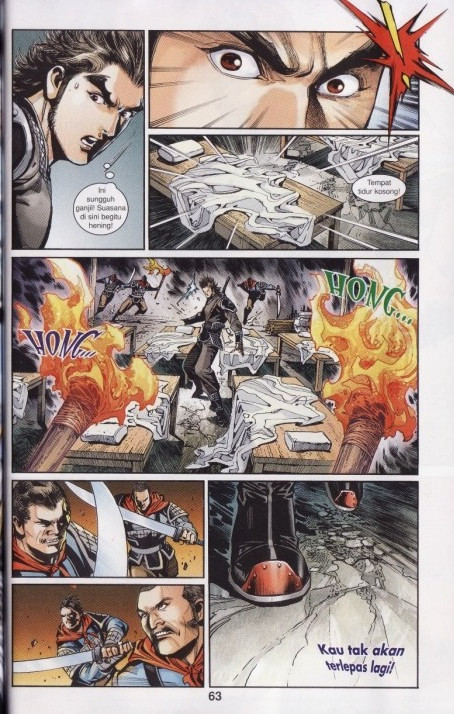 Ini
sungguh
ganjil! Suasana
di sini begitu
hening!
!
Tempat
tidur kosong!
HONG...
HONG...
Kau tak akan
terlepas lagi!
63